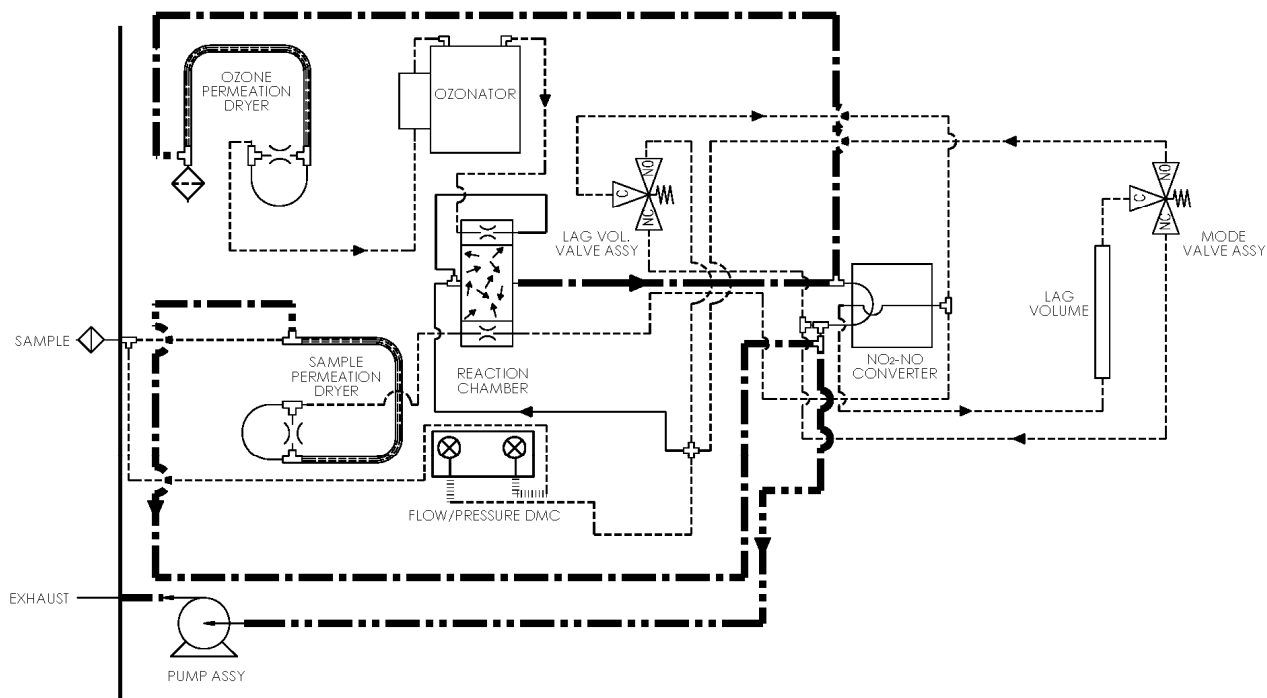 OZONE
PERMEATION
DRYER
OZONATOR
NO
C
NC
LAG VOL.
VALVE ASSY
NO
C
NC
MODE
VALVE ASSY
LAG
VOLUME
SAMPLE
SAMPLE
PERMEATION
DRYER
REACTION
CHAMBER
NO₂-NO
CONVERTER
FLOW/PRESSURE DMC
EXHAUST
PUMP ASSY